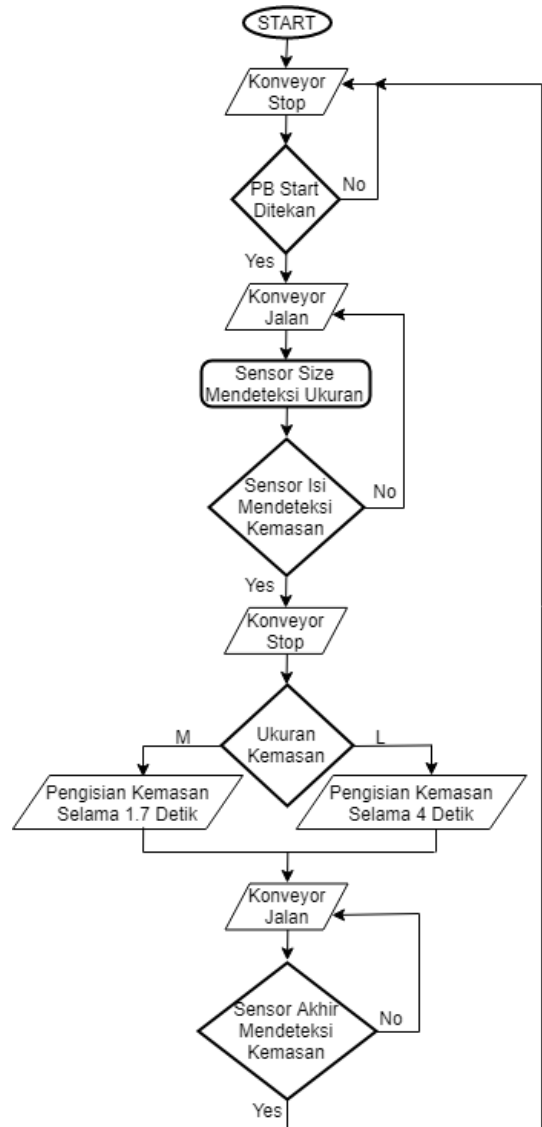 START
Konveyor
Stop
PB Start
Ditekan
No
Yes
Konveyor
Jalan
Sensor Size
Mendeteksi Ukuran
Sensor Isi
Mendeteksi
Kemasan
No
Yes
Konveyor
Stop
Ukuran
Kemasan
M
L
Pengisian Kemasan
Selama 1.7 Detik
Pengisian Kemasan
Selama 4 Detik
Konveyor
Jalan
Sensor Akhir
Mendeteksi
Kemasan
No
Yes